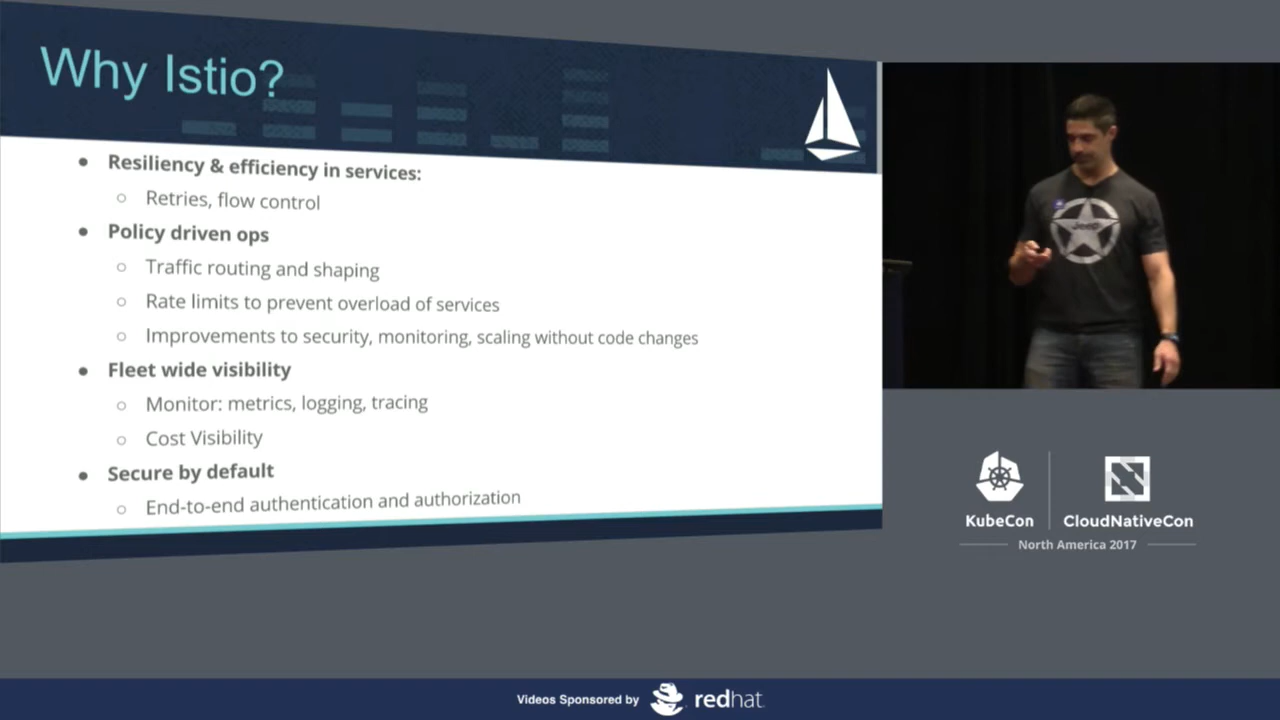 Why Istio?
● Resiliency & efficiency in services:
○ Retries, flow control
● Policy driven ops
○ Traffic routing and shaping
○ Rate limits to prevent overload of services
○ Improvements to security, monitoring, scaling without code changes
● Fleet wide visibility
○ Monitor: metrics, logging, tracing
○ Cost Visibility
● Secure by default
○ End-to-end authentication and authorization
Jeep
KubeCon
CloudNativeCon
North America 2017
Videos Sponsored by redhat